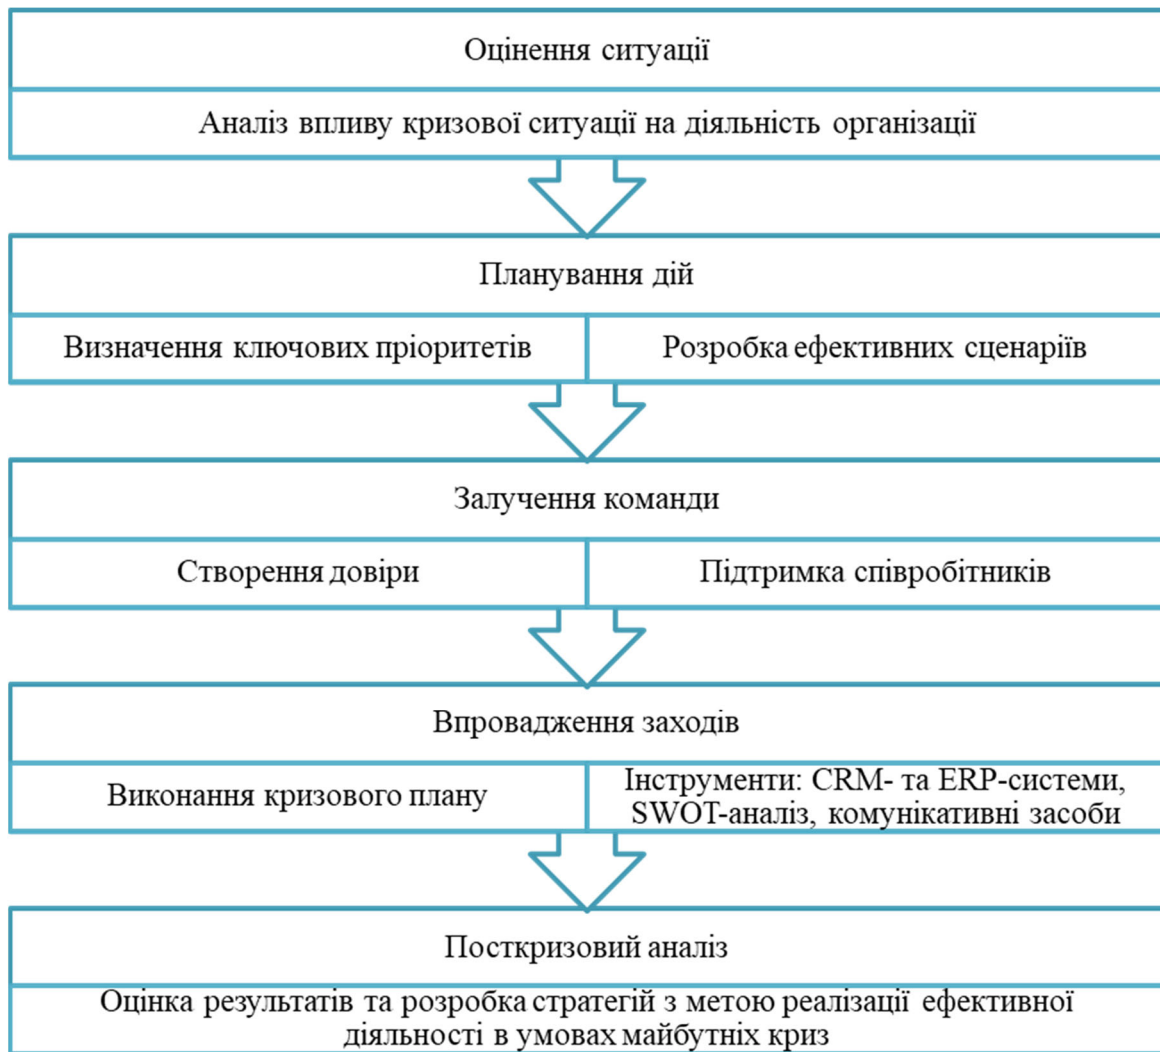 Оцінення ситуації
Аналіз впливу кризової ситуації на діяльність організації
Планування дій
Визначення ключових пріоритетів
Розробка ефективних сценаріїв
Залучення команди
Створення довіри
Підтримка співробітників
Впровадження заходів
Виконання кризового плану
Інструменти: CRM- та ERP-системи,
SWOT-аналіз, комунікативні засоби
Посткризовий аналіз
Оцінка результатів та розробка стратегій з метою реалізації ефективної
діяльності в умовах майбутніх криз